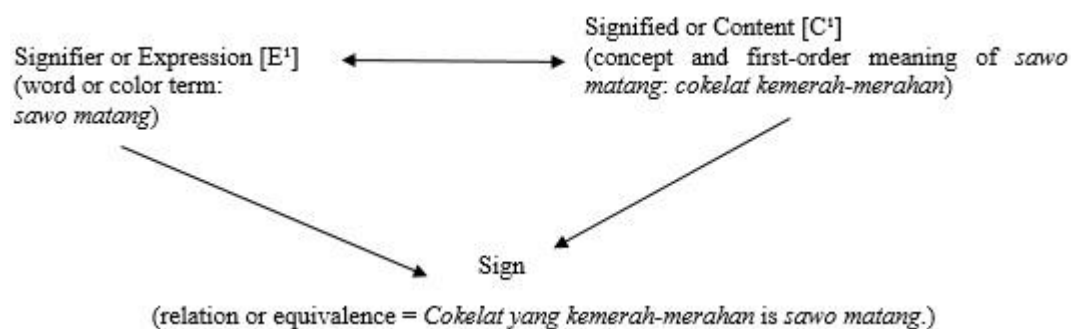 Signifier or Expression [E¹]
(word or color term:
sawo matang)
Signified or Content [C¹]
(concept and first-order meaning of sawo
matang: cokelat kemerah-merahan)
Sign
(relation or equivalence = Cokelat yang kemerah-merahan is sawo matang.)